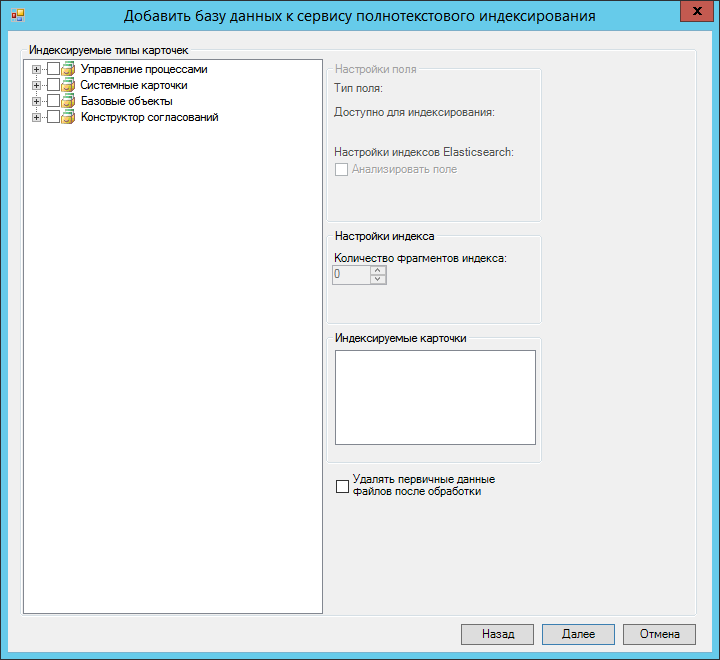 Добавить базу данных к сервису полнотекстового индексирования
x
Индексируемые типы карточек
Управление процессами
Системные карточки
Базовые объекты
Конструктор согласований
Настройки поля
Тип поля:
Доступно для индексирования:
Настройки индексов Elasticsearch:
Анализировать поле
Настройки индекса
Количество фрагментов индекса:
0
Индексируемые карточки
Удалять первичные данные
файлов после обработки
Назад
Далее
Отмена